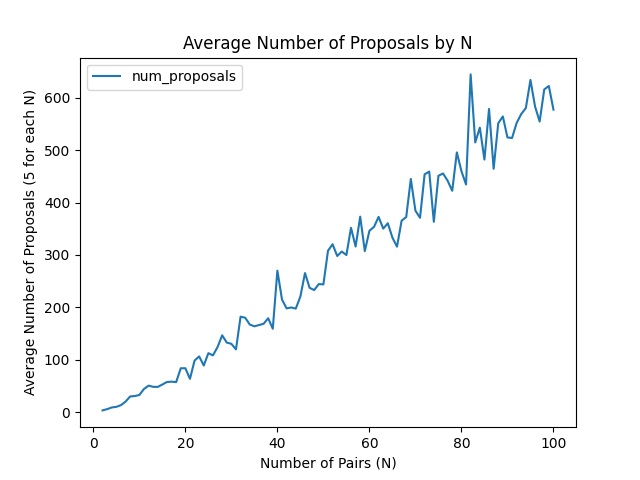 Average Number of Proposals by N
num_proposals
Average Number of Proposals (5 for each N)
600
500
400
300
200
100
0
0 20 40 60 80 100
Number of Pairs (N)